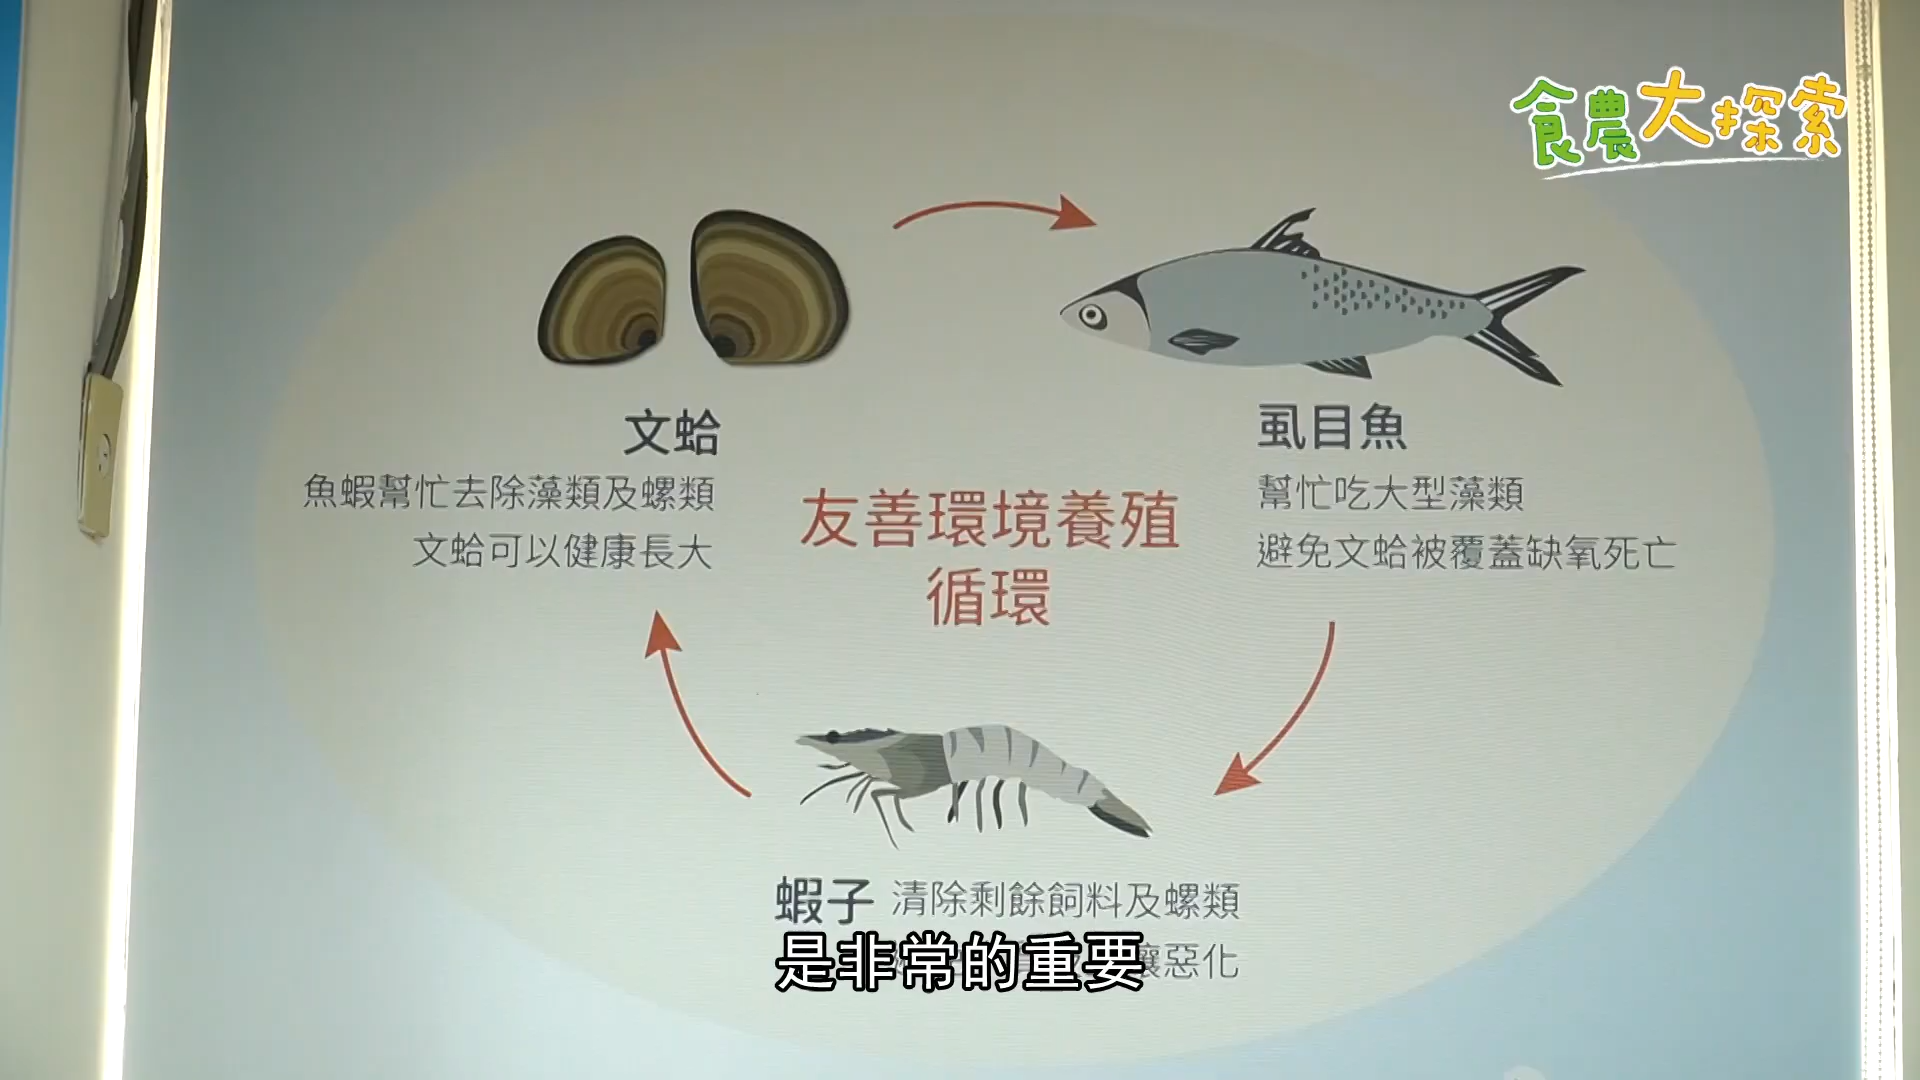 食農大探索
文蛤
魚蝦幫忙去除藻類及螺類
文蛤可以健康長大
虱目魚
幫忙吃大型藻類
避免文蛤被覆蓋缺氧死亡
友善環境養殖
循環
蝦子 清除剩餘飼料及螺類
惡化
是非常的重要